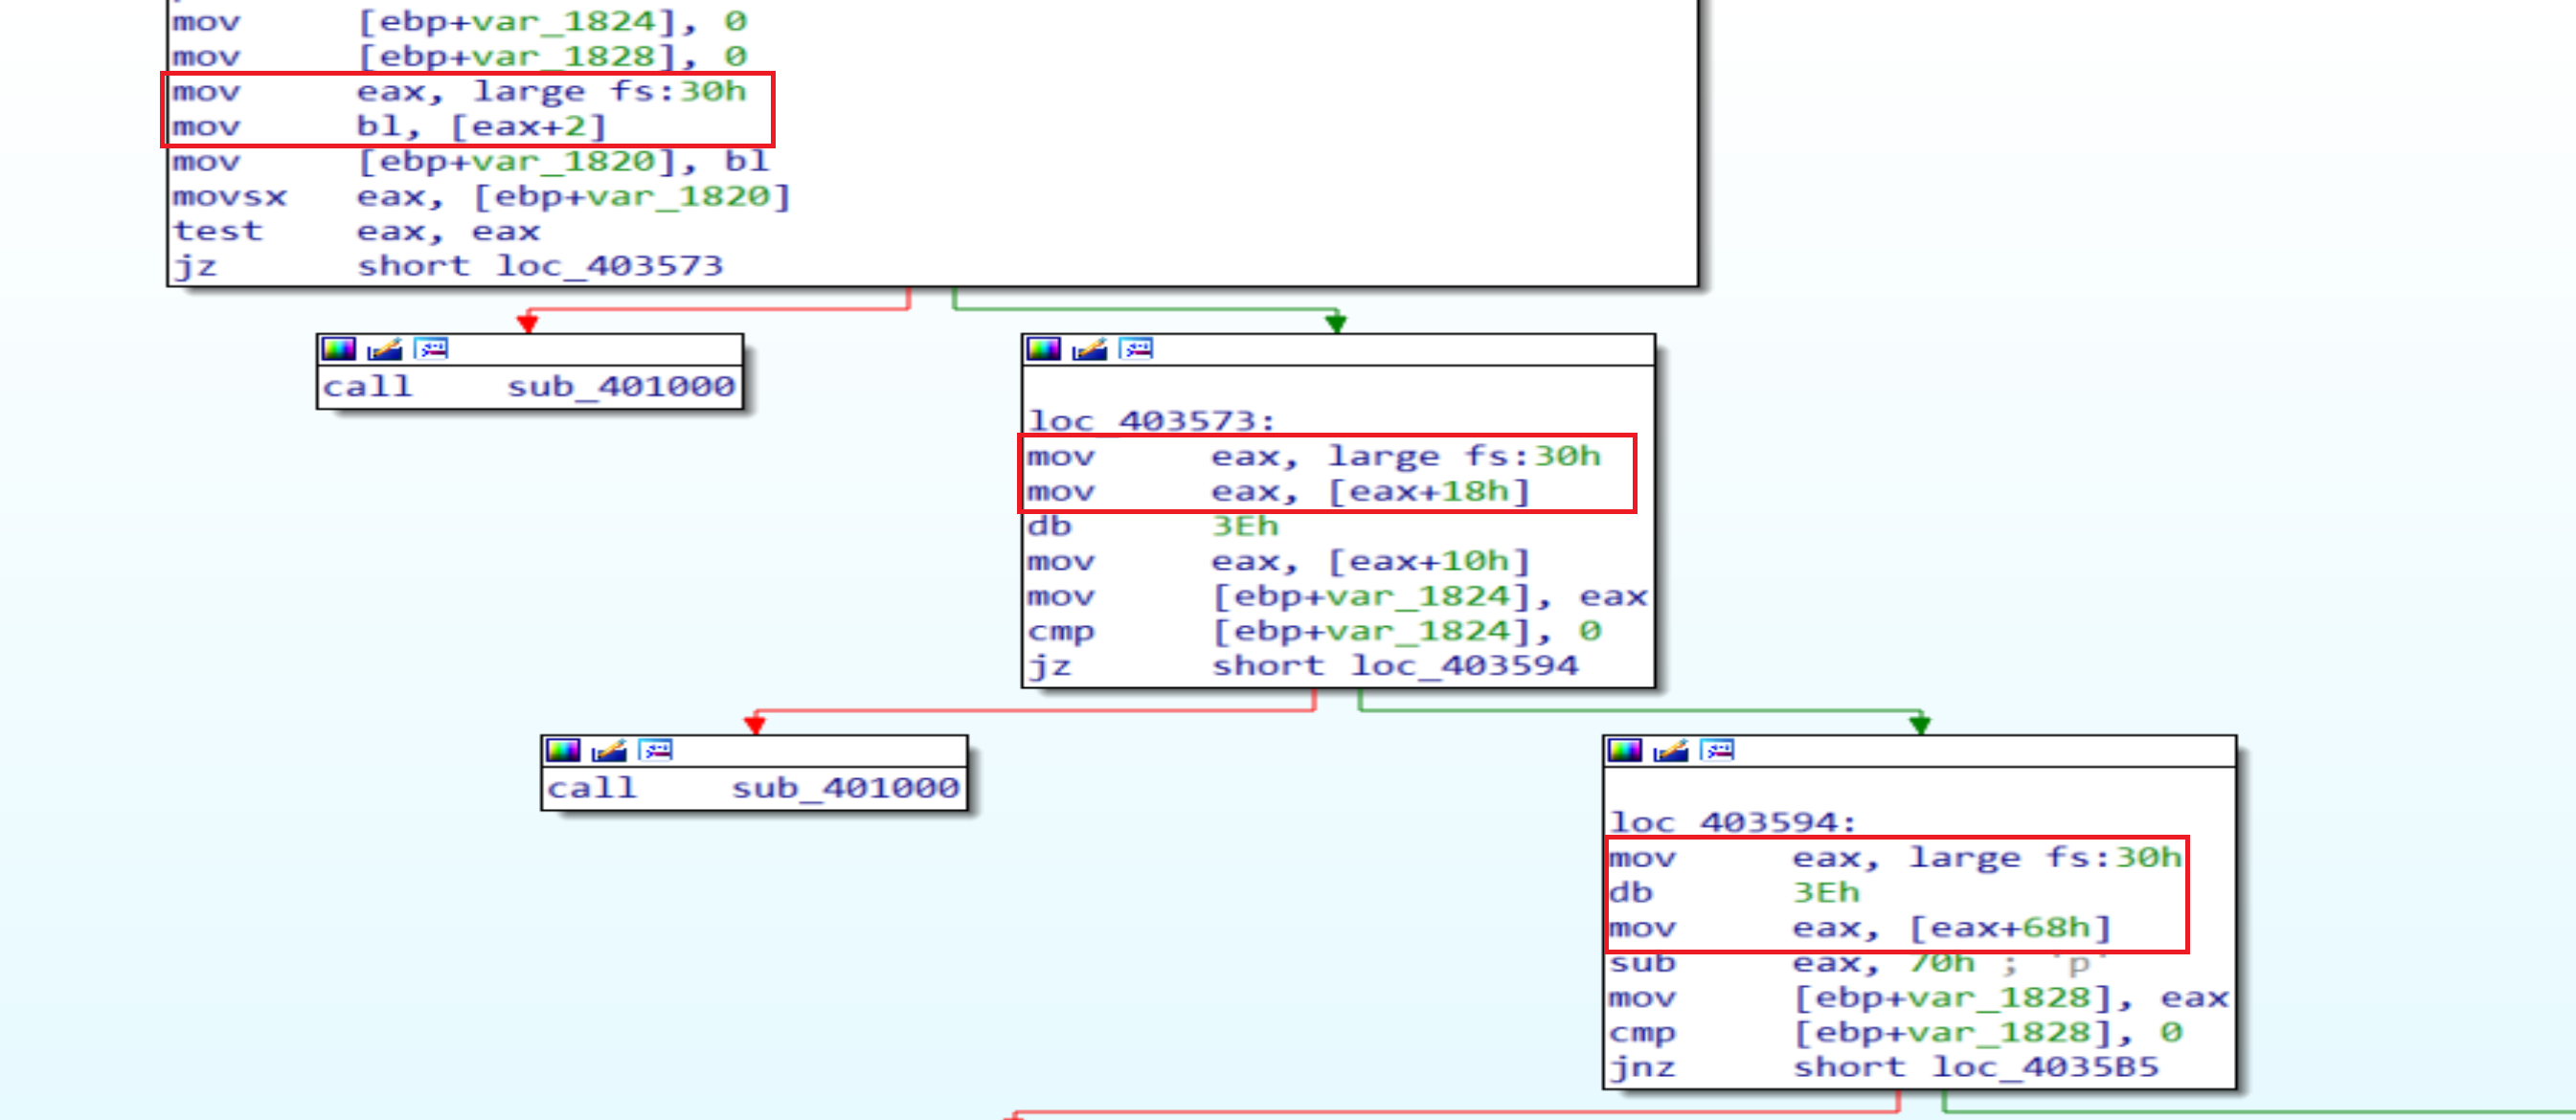 mov [ebp+var_1824], 0
mov [ebp+var_1828], 0
mov eax, large fs:30h
mov bl, [eax+2]
mov [ebp+var_1820], bl
movsx eax, [ebp+var_1820]
test eax, eax
jz short loc_403573
call sub_401000
loc_403573:
mov eax, large fs:30h
mov eax, [eax+18h]
db 3Eh
mov eax, [eax+10h]
mov [ebp+var_1824], eax
cmp [ebp+var_1824], 0
jz short loc_403594
call sub_401000
loc_403594:
mov eax, large fs:30h
db 3Eh
mov eax, [eax+68h]
sub eax, 70h ; 'p'
mov [ebp+var_1828], eax
cmp [ebp+var_1828], 0
jnz short loc_4035B5